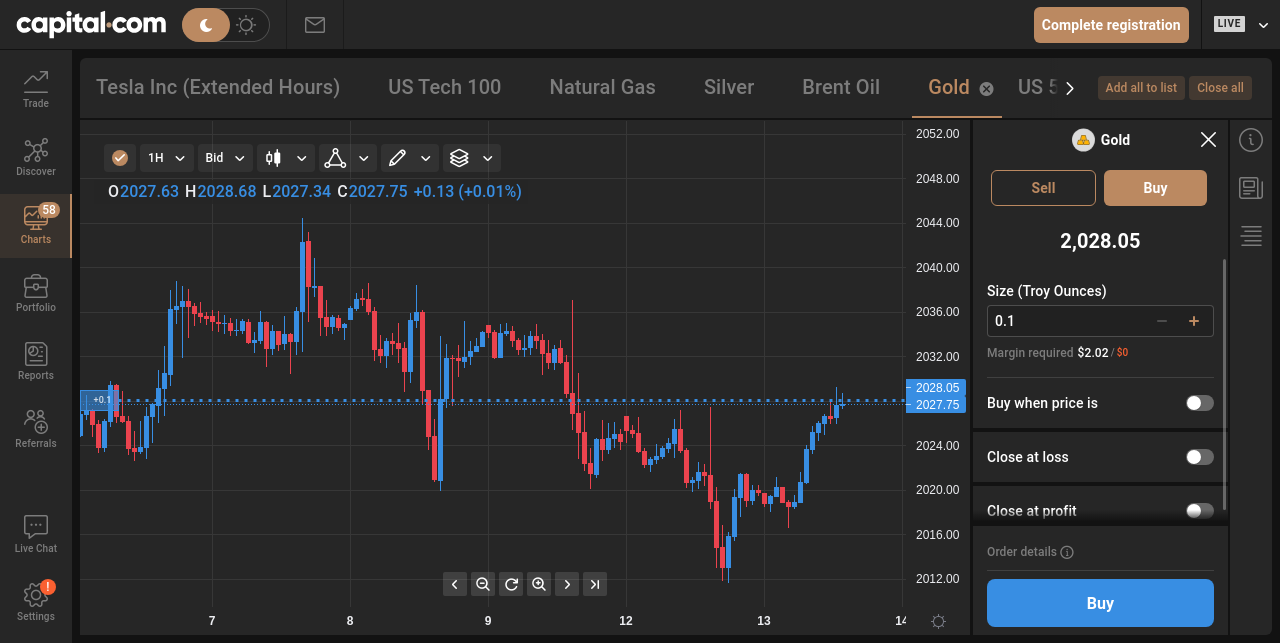 capital.com
Complete registration
LIVE
Trade
Discover
58
Charts
Portfolio
Reports
Referrals
Live Chat
!
Settings
Tesla Inc (Extended Hours)
US Tech 100
Natural Gas
Silver
Brent Oil
Gold
US 5
Add all to list
Close all
1H
Bid
O2027.63 H2028.68 L2027.34 C2027.75 +0.13 (+0.01%)
+0.1
2052.00
2048.00
2044.00
2040.00
2036.00
2032.00
2028.05
2027.75
2024.00
2020.00
2016.00
2012.00
7
8
9
12
13
14
Gold
Sell
Buy
2,028.05
Size (Troy Ounces)
0.1
Margin required $2.02 / $0
Buy when price is
Close at loss
Close at profit
Order details
Buy